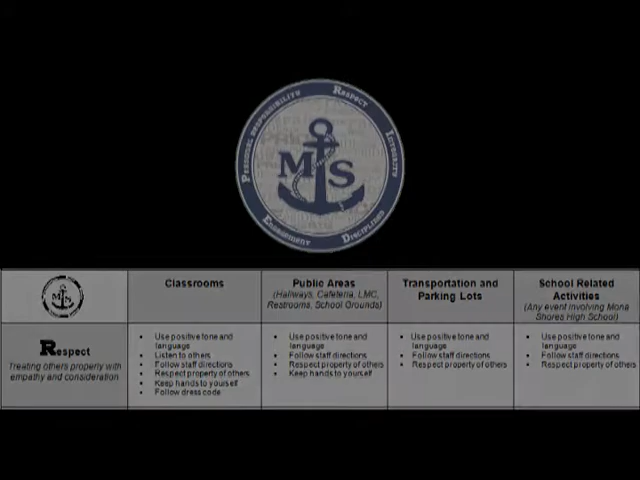 PERSONAL RESPONSIBILITY
RESPECT
INTEGRITY
DISCIPLINED
ENGAGEMENT
M S
MS
Classrooms
Public Areas
(Hallways, Cafeteria, LMC,
Restrooms, School Grounds)
Transportation and
Parking Lots
School Related
Activities
(Any event involving Mona
Shores High School)
Respect
Treating others property with
empathy and consideration
• Use positive tone and
language
• Listen to others
• Follow staff directions
• Respect property of others
• Keep hands to yourself
• Follow dress code
• Use positive tone and
language
• Follow staff directions
• Respect property of others
• Keep hands to yourself
• Use positive tone and
language
• Follow staff directions
• Respect property of others
• Use positive tone and
language
• Follow staff directions
• Respect property of others